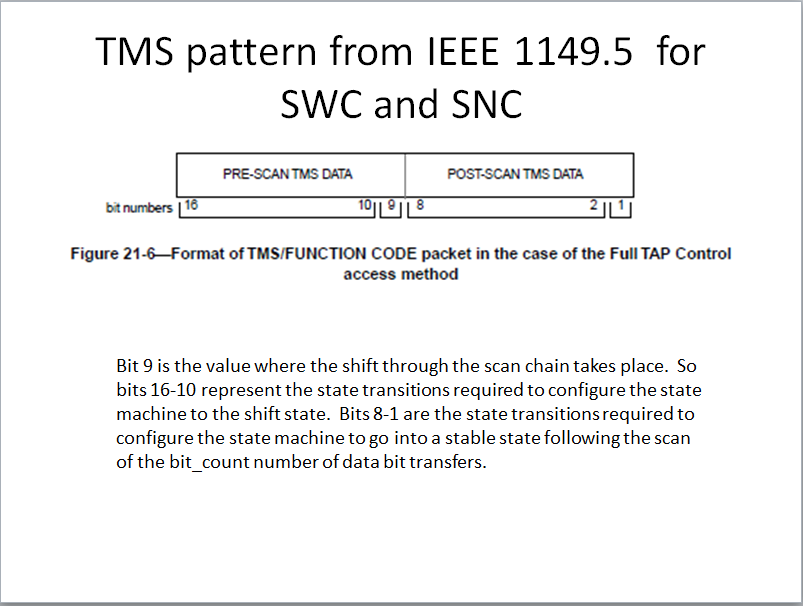 TMS pattern from IEEE 1149.5 for
SWC and SNC
PRE-SCAN TMS DATA POST-SCAN TMS DATA
bit numbers 16 10 9 8 2 1
Figure 21-6—Format of TMS/FUNCTION CODE packet in the case of the Full TAP Control
access method
Bit 9 is the value where the shift through the scan chain takes place. So
bits 16-10 represent the state transitions required to configure the state
machine to the shift state. Bits 8-1 are the state transitions required to
configure the state machine to go into a stable state following the scan
of the bit_count number of data bit transfers.